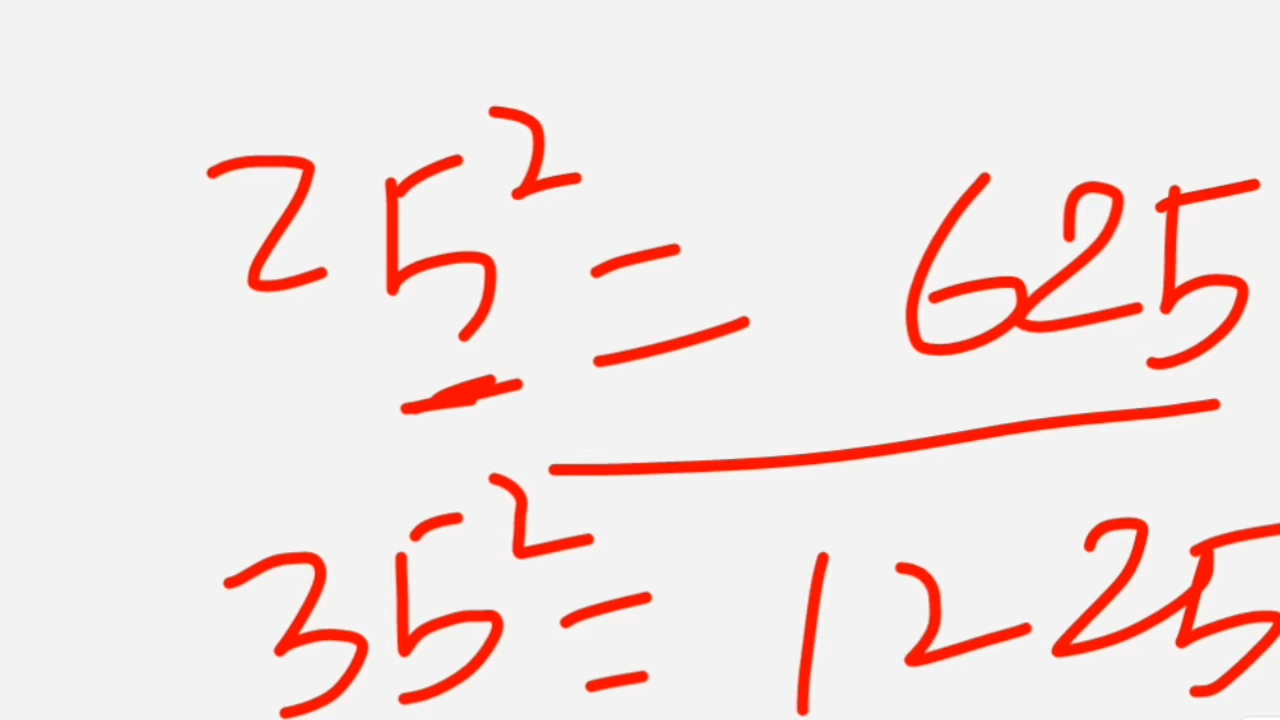 25² = 625
35² = 1225